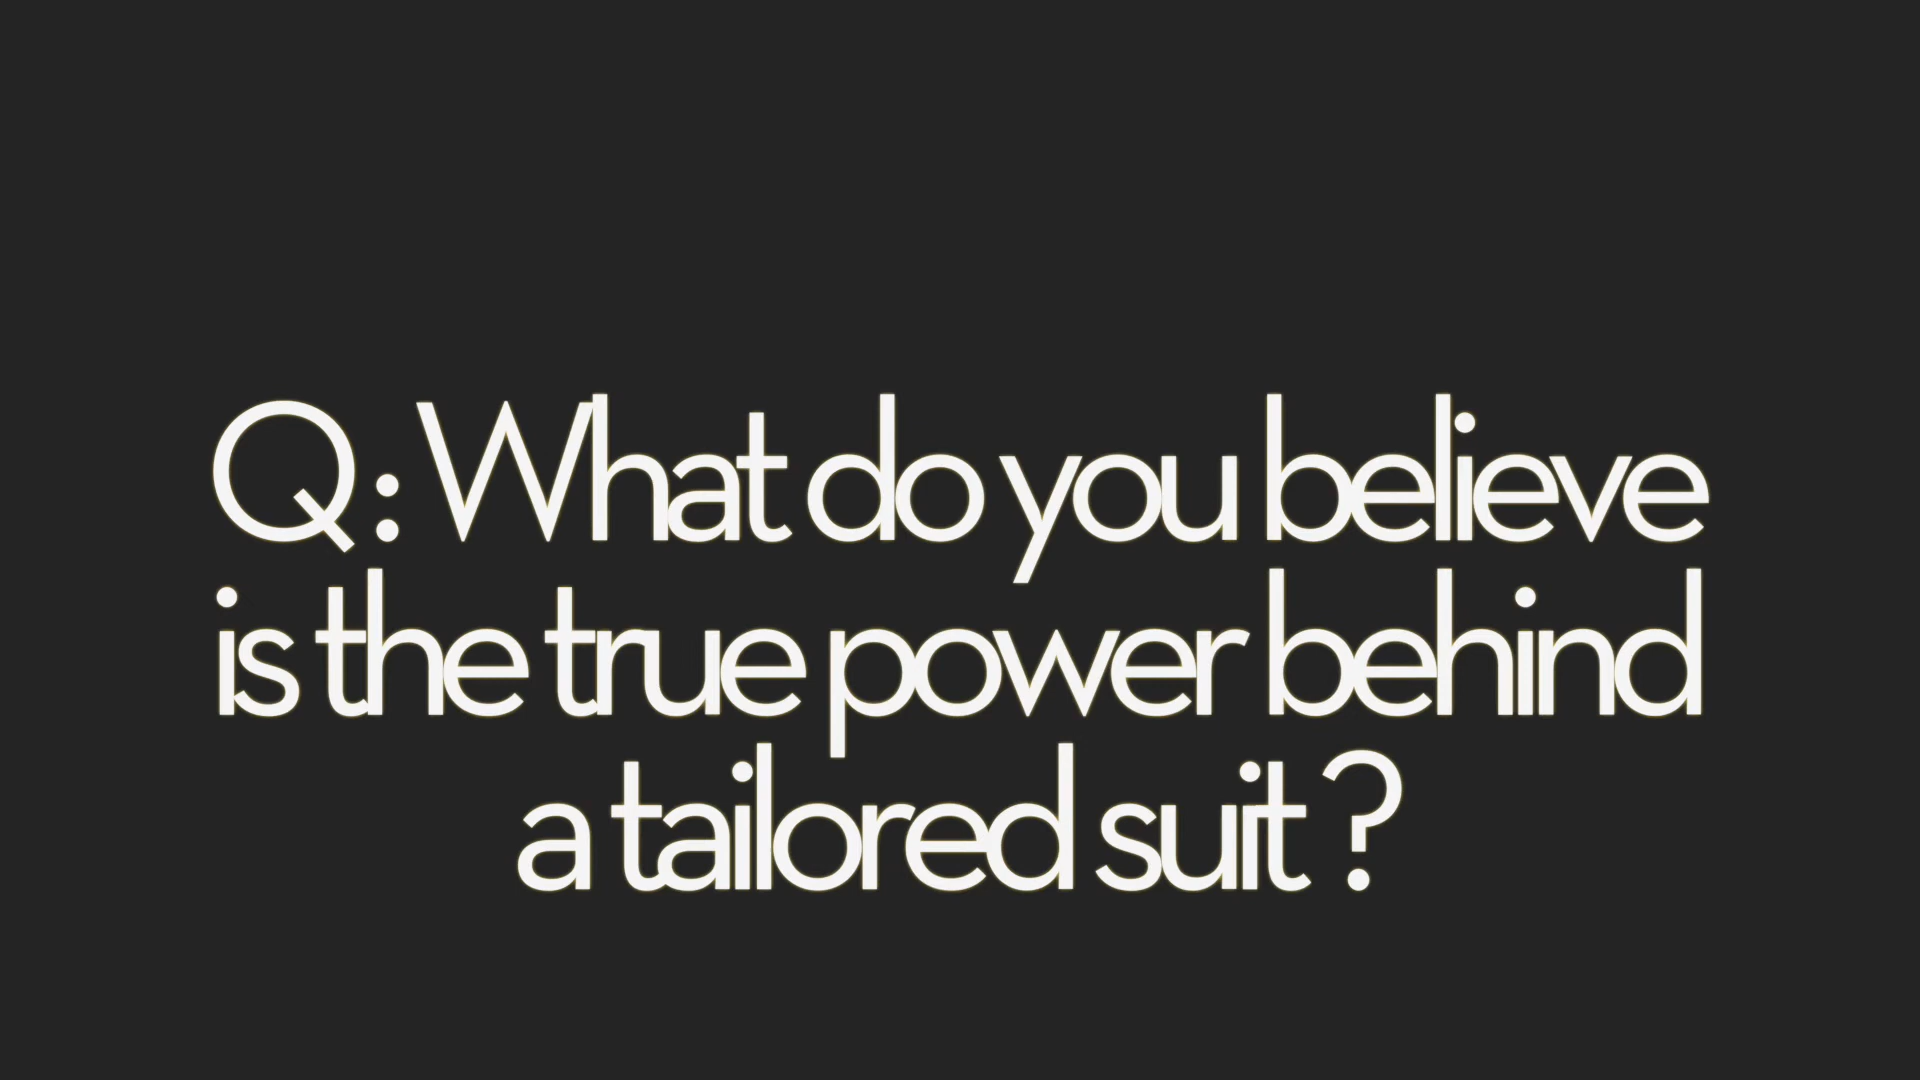 Q: What do you believe
is the true power behind
a tailored suit ?